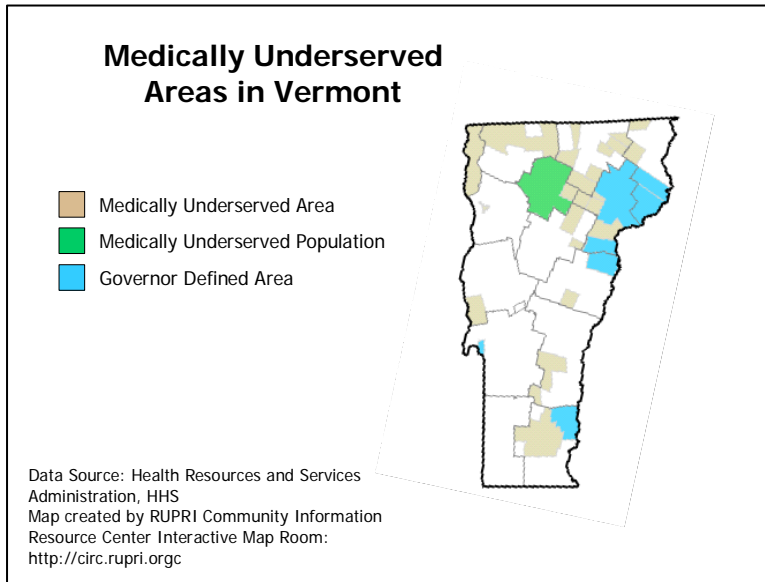 Medically Underserved
Areas in Vermont
Medically Underserved Area
Medically Underserved Population
Governor Defined Area
Data Source: Health Resources and Services
Administration, HHS
Map created by RUPRI Community Information
Resource Center Interactive Map Room:
http://circ.rupri.orgc